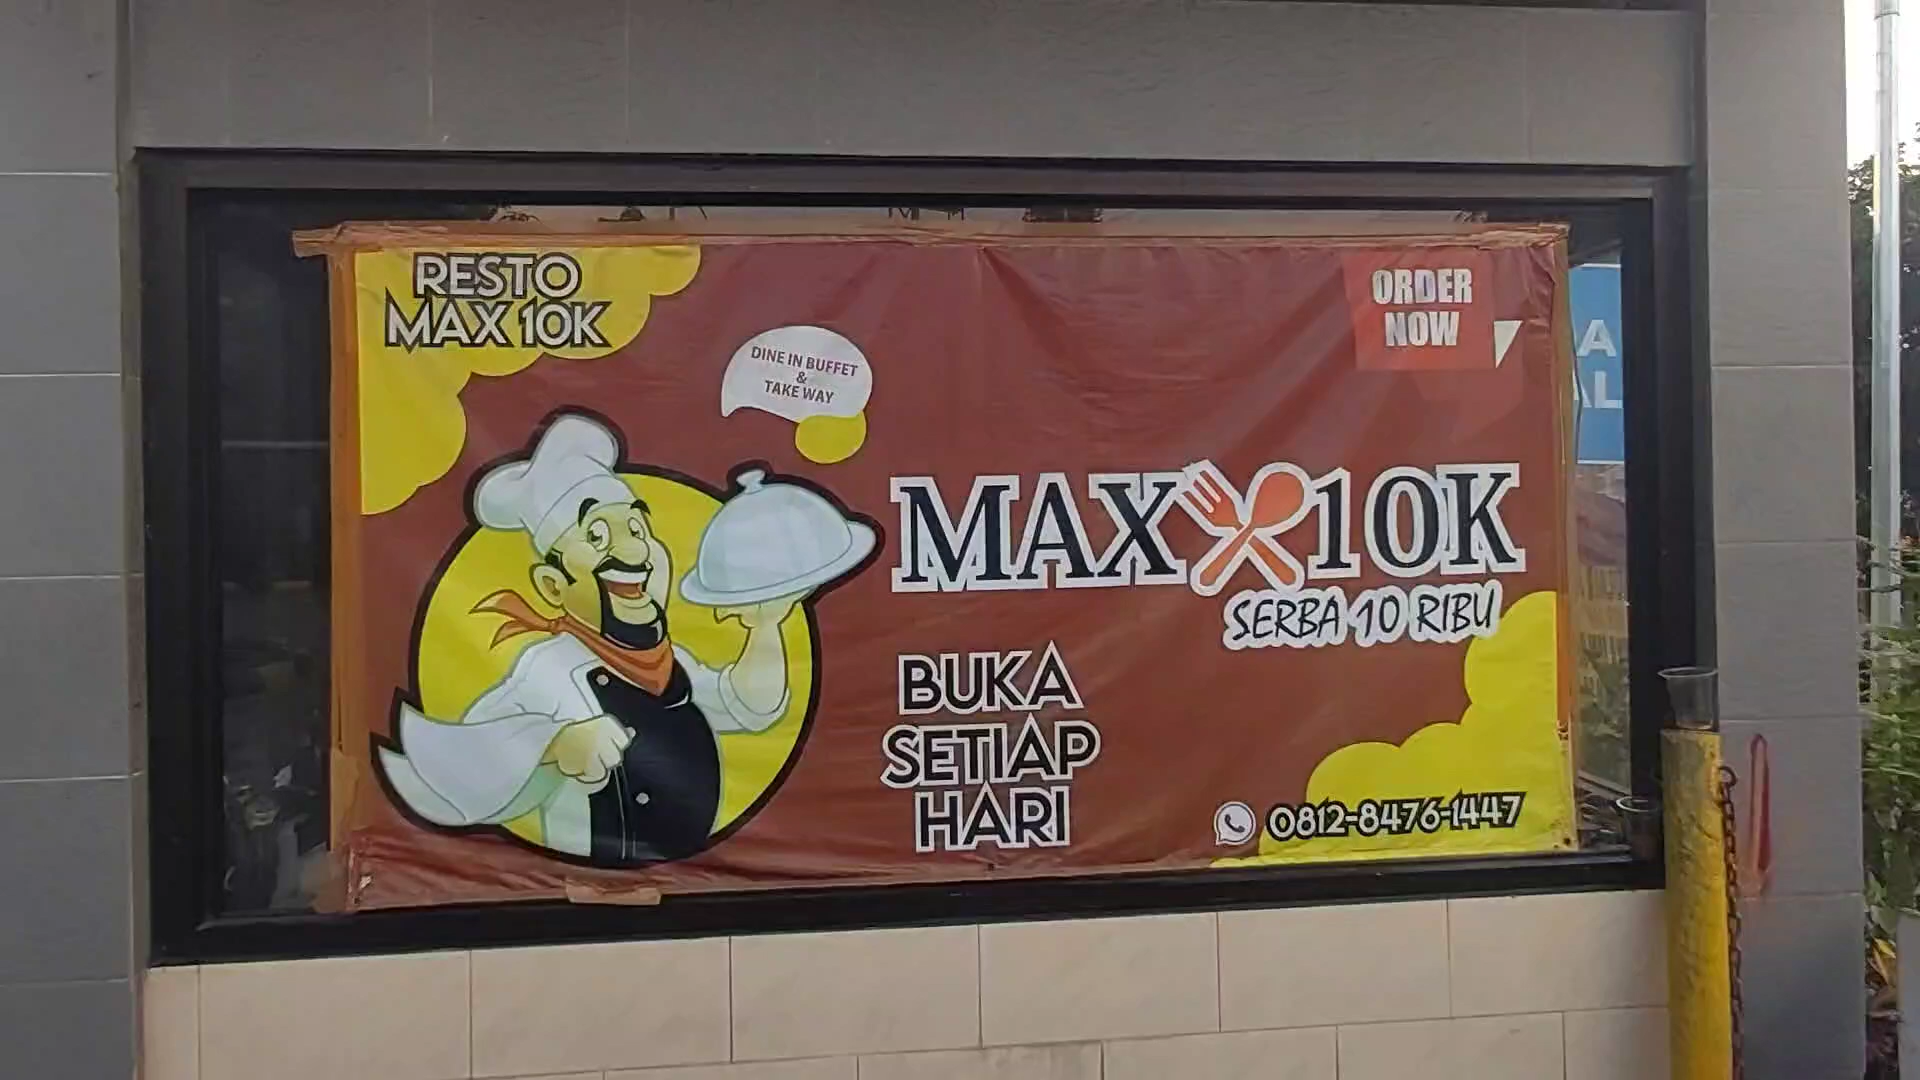 RESTO
MAX 10K
ORDER
NOW
DINE IN BUFFET
&
TAKE WAY
MAX 10K
SERBA 10 RIBU
BUKA
SETIAP
HARI
0812-8476-1447
A
AL